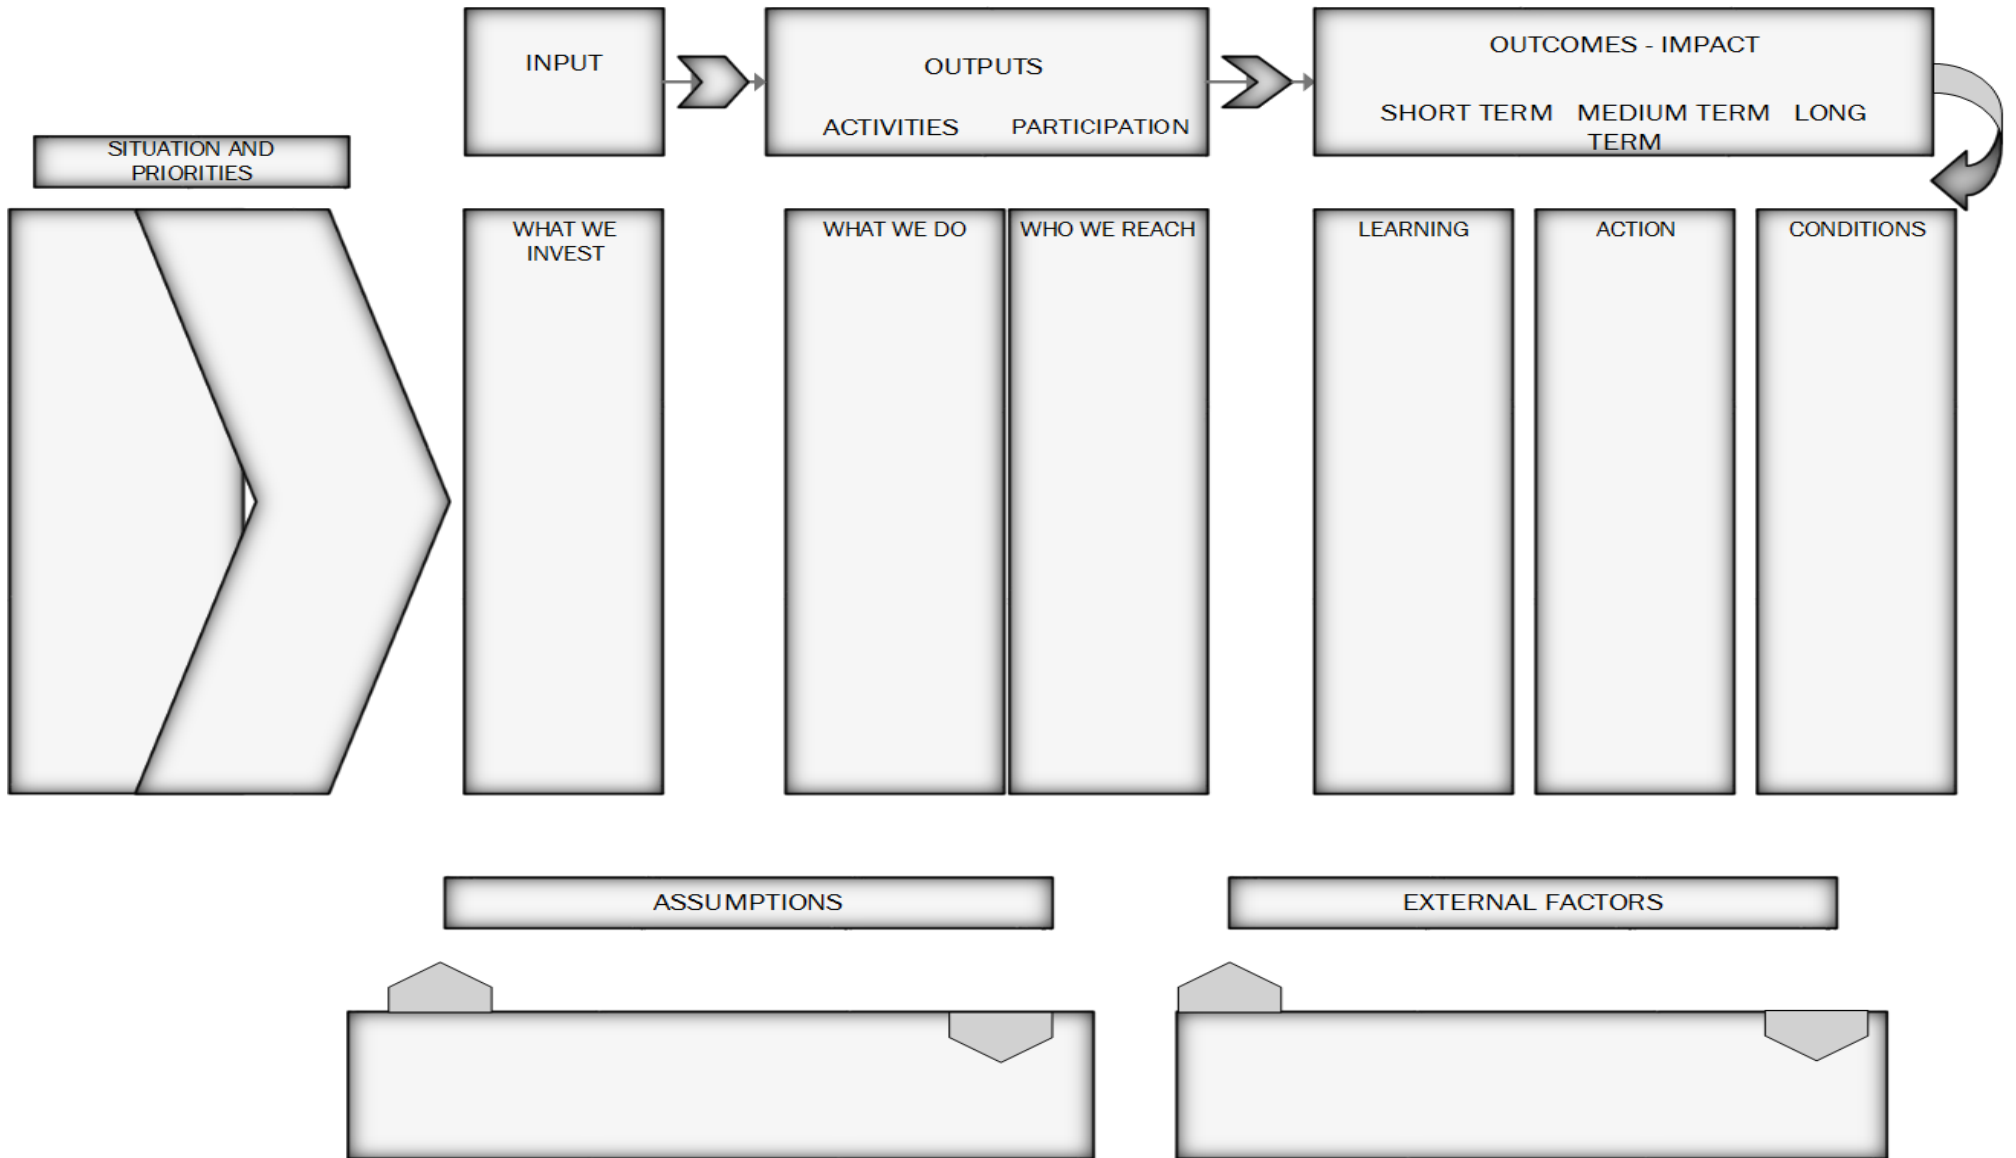 INPUT
OUTPUTS
ACTIVITIES PARTICIPATION
OUTCOMES - IMPACT
SHORT TERM MEDIUM TERM LONG
TERM
SITUATION AND
PRIORITIES
WHAT WE
INVEST
WHAT WE DO
WHO WE REACH
LEARNING
ACTION
CONDITIONS
ASSUMPTIONS
EXTERNAL FACTORS